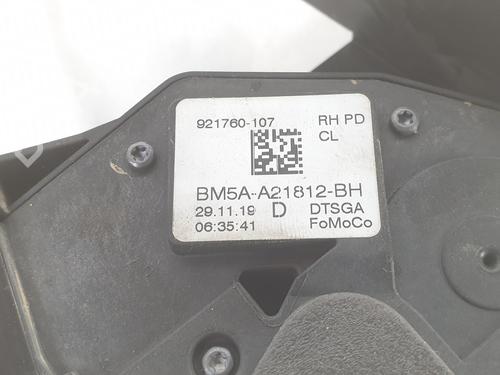 921760-107 RH PD
CL
BM5A-A21812-BH
29.11.19 D DTSGA
06:35:41 FoMoCo